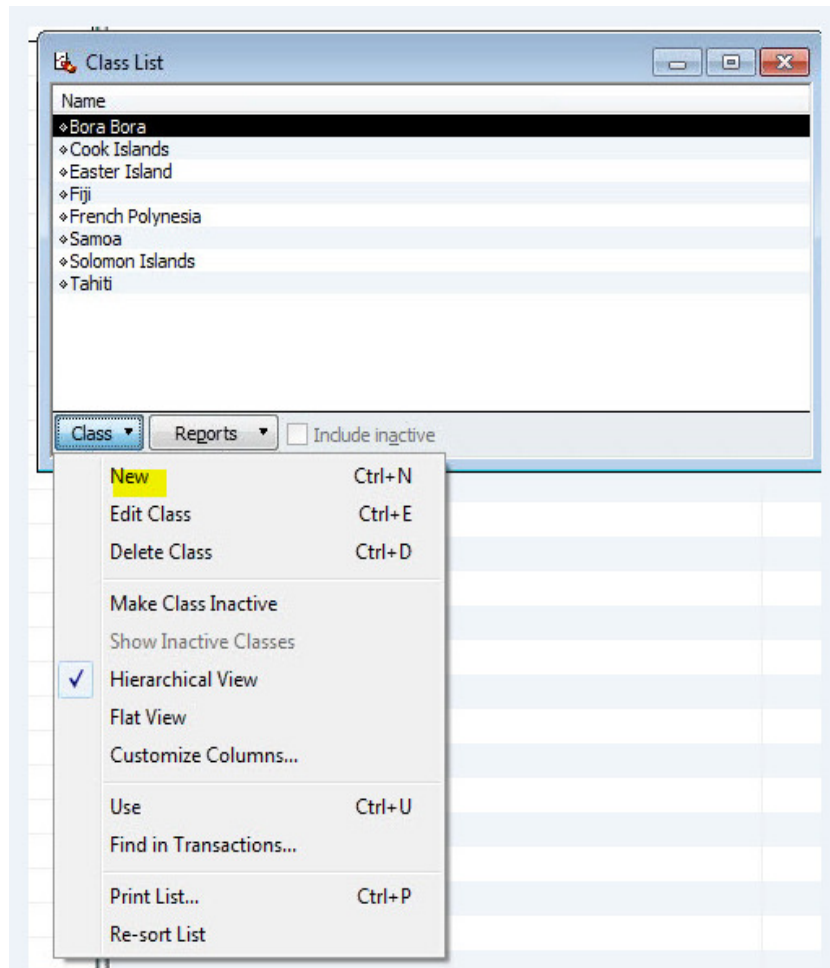 Class List
Name
Bora Bora
Cook Islands
Easter Island
Fiji
French Polynesia
Samoa
Solomon Islands
Tahiti
Class Reports Include inactive
New Ctrl+N
Edit Class Ctrl+E
Delete Class Ctrl+D
Make Class Inactive
Show Inactive Classes
Hierarchical View
Flat View
Customize Columns...
Use Ctrl+U
Find in Transactions...
Print List... Ctrl+P
Re-sort List